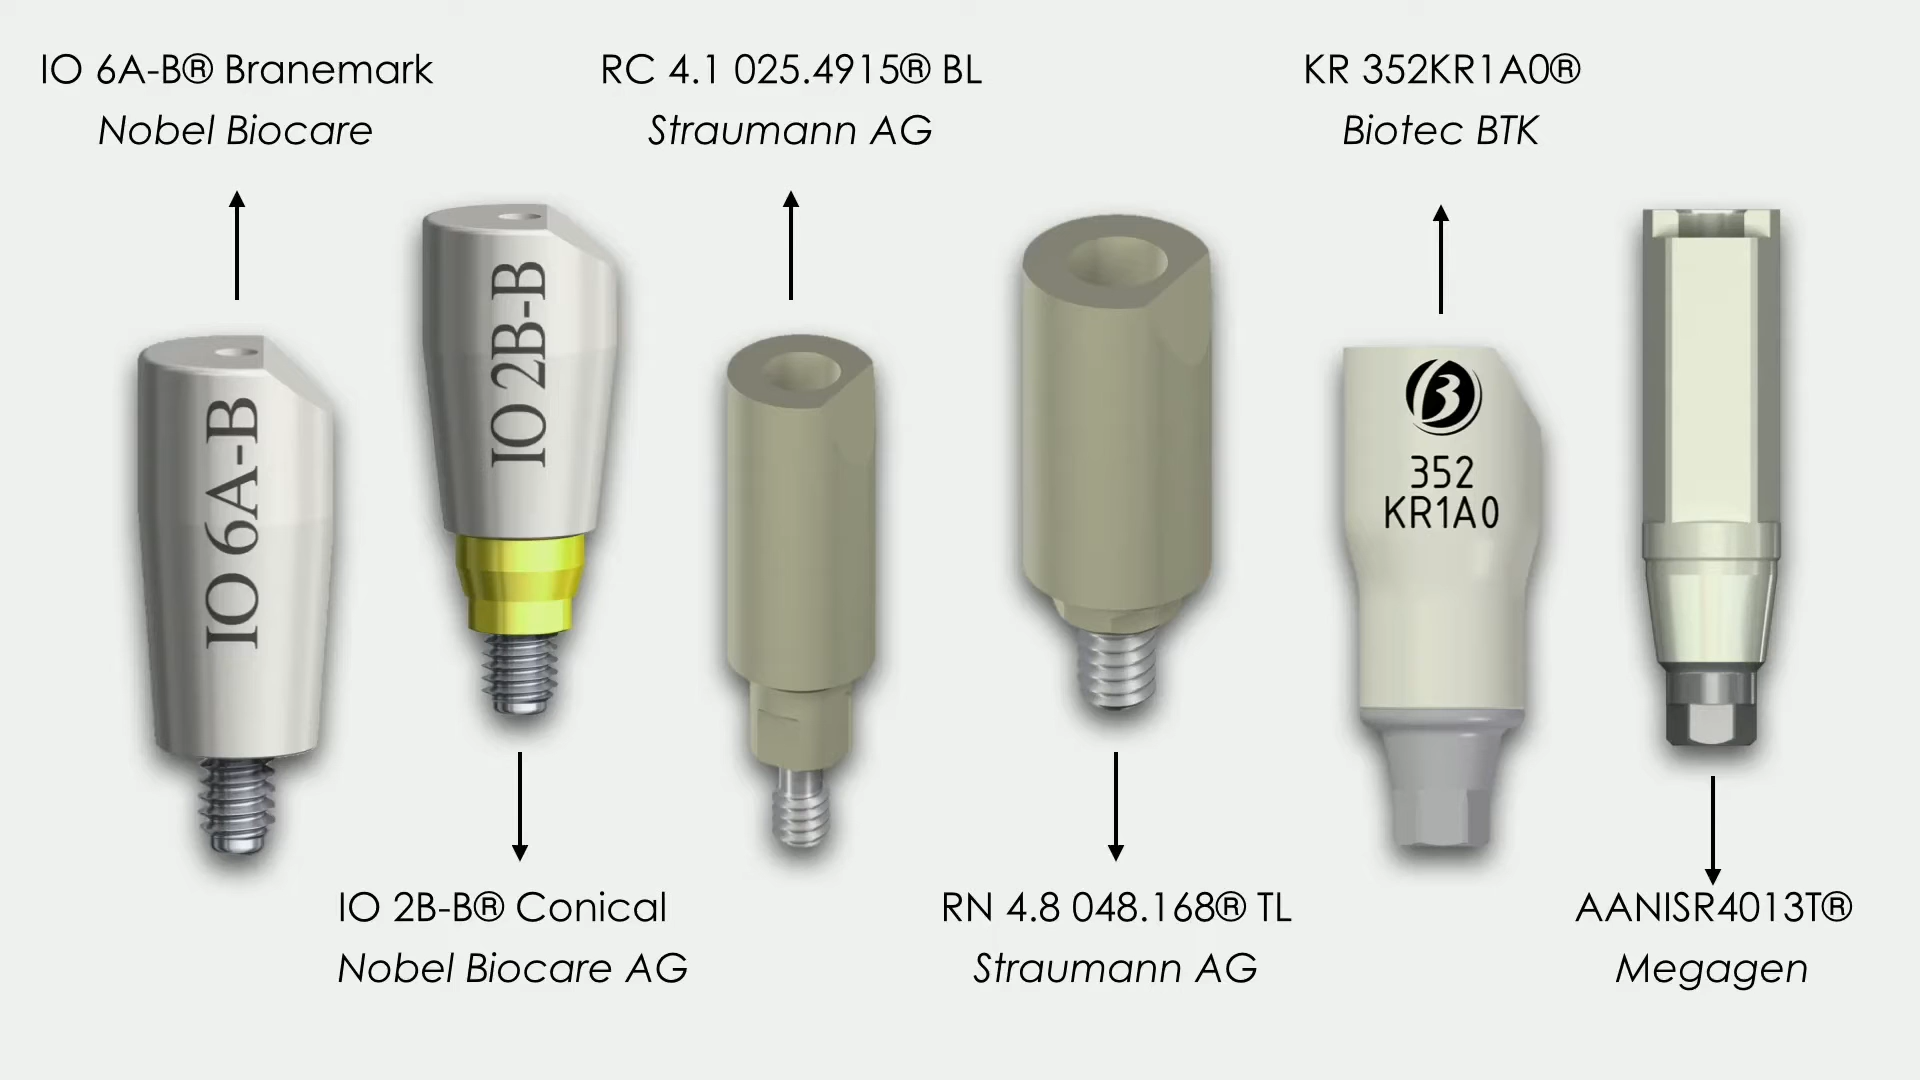 IO 6A-B® Branemark
Nobel Biocare
RC 4.1 025.4915® BL
Straumann AG
KR 352KR1A0®
Biotec BTK
IO 6A-B
IO 2B-B
B
352
KR1A0
IO 2B-B® Conical
Nobel Biocare AG
RN 4.8 048.168® TL
Straumann AG
AANISR4013T®
Megagen